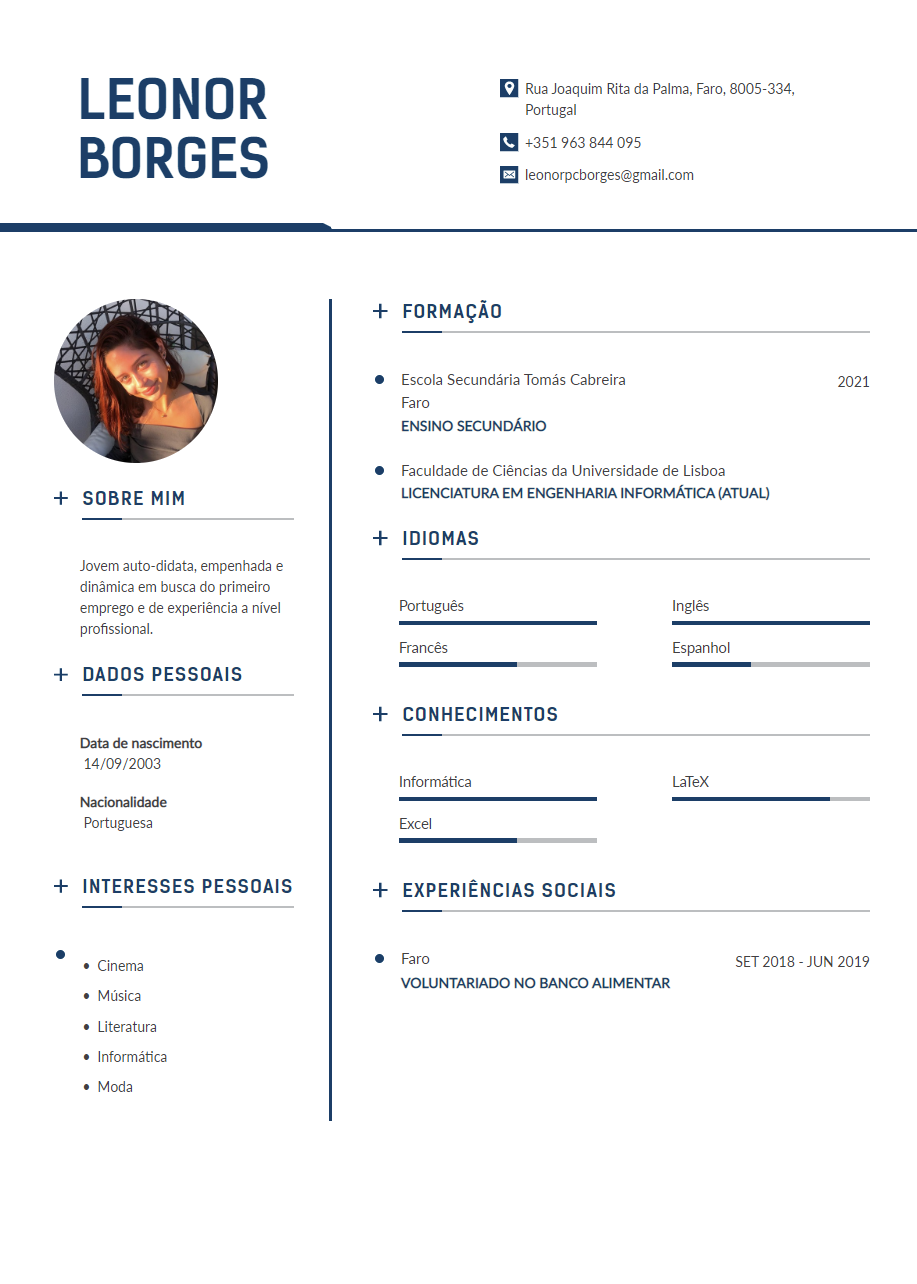 LEONOR
BORGES
Rua Joaquim Rita da Palma, Faro, 8005-334,
Portugal
+351 963 844 095
leonorpcborges@gmail.com
SOBRE MIM
Jovem auto-didata, empenhada e
dinâmica em busca do primeiro
emprego e de experiência a nível
profissional.
DADOS PESSOAIS
Data de nascimento
14/09/2003
Nacionalidade
Portuguesa
INTERESSES PESSOAIS
• Cinema
• Música
• Literatura
• Informática
• Moda
FORMAÇÃO
Escola Secundária Tomás Cabreira 2021
Faro
ENSINO SECUNDÁRIO
Faculdade de Ciências da Universidade de Lisboa
LICENCIATURA EM ENGENHARIA INFORMÁTICA (ATUAL)
IDIOMAS
Português Inglês
Francês Espanhol
CONHECIMENTOS
Informática LaTeX
Excel
EXPERIÊNCIAS SOCIAIS
Faro SET 2018 - JUN 2019
VOLUNTARIADO NO BANCO ALIMENTAR